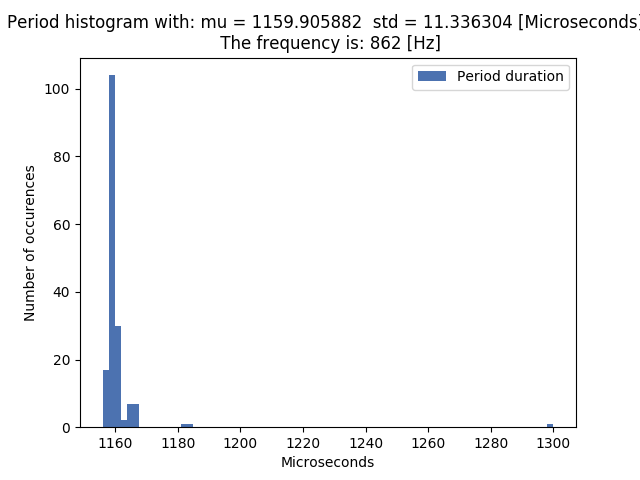 Period histogram with: mu = 1159.905882  std = 11.336304 [Microseconds]
The frequency is: 862 [Hz]
Period duration
100
80
60
40
20
0
Number of occurences
1160 1180 1200 1220 1240 1260 1280 1300
Microseconds